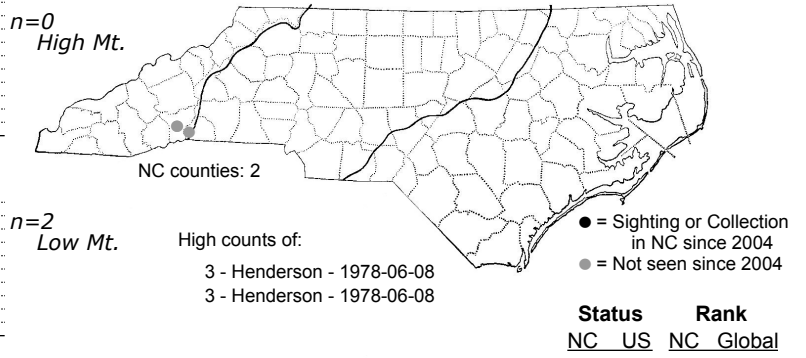 n=0
High Mt.
NC counties: 2
n=2
Low Mt.
High counts of:
3 - Henderson - 1978-06-08
3 - Henderson - 1978-06-08
● = Sighting or Collection
in NC since 2004
● = Not seen since 2004
Status Rank
NC US NC Global